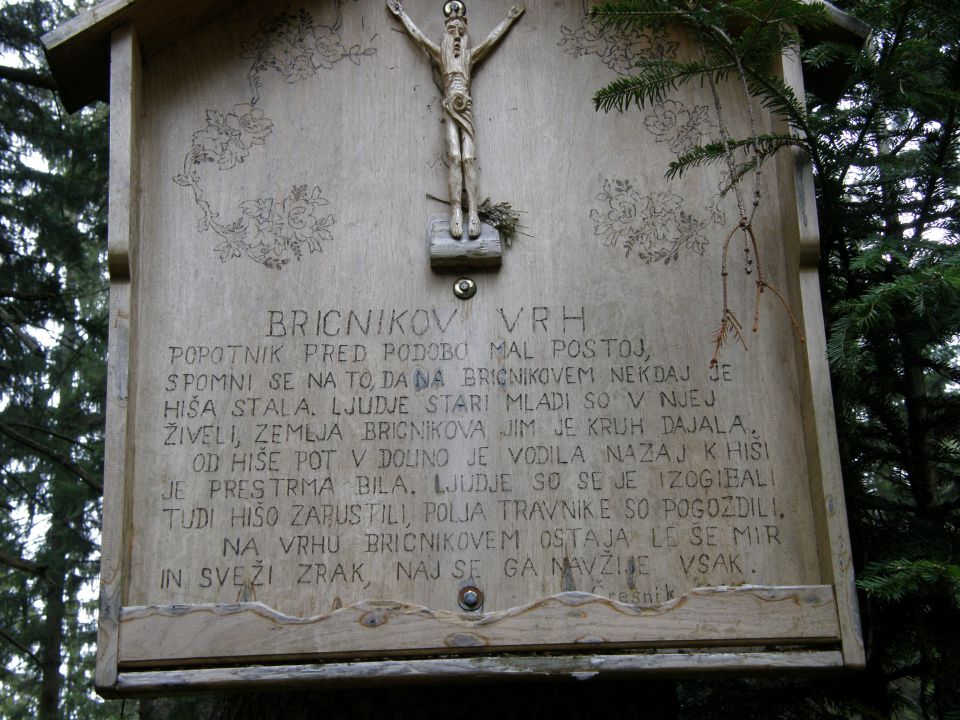 BRICNIKOV VRH
POPOTNIK PRED PODOBO MAL POSTOJ,
SPOMNI SE NA TO, DA NA BRICNIKOVEM NEKDAJ JE
HIŠA STALA. LJUDJE STARI MLADI SO V NJEJ
ŽIVELI, ZEMLJA BRICNIKOVA JIM JE KRUH DAJALA.
OD HIŠE POT V DOLINO JE VODILA NAZAJ K HIŠI
JE PRESTRMA BILA. LJUDJE SO SE JE IZOGIBALI
TUDI HIŠO ZAPUSTILI, POLJA TRAVNIKE SO POGOZDILI.
NA VRHU BRICNIKOVEM OSTAJA LE ŠE MIR
IN SVEŽI ZRAK, NAJ SE GA NAVŽIJE VSAK.